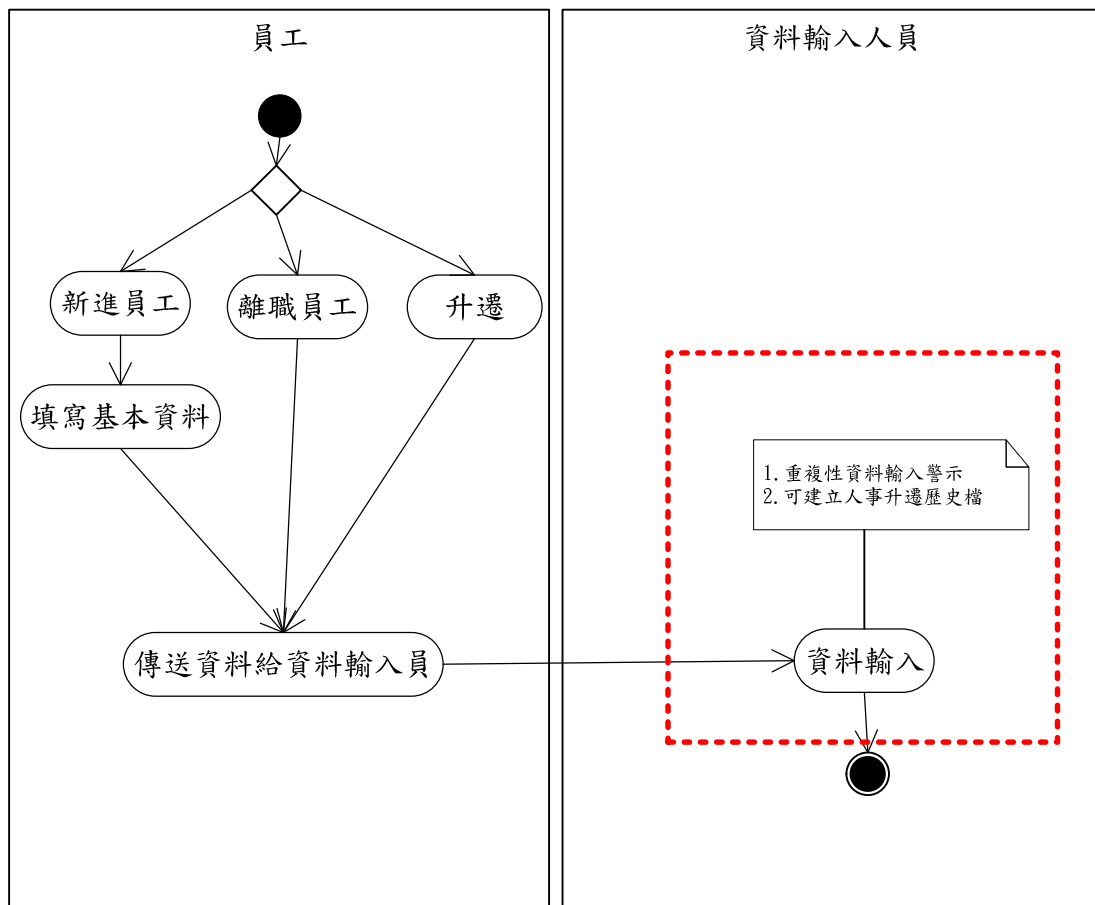 員工
資料輸入人員
新進員工
離職員工
升遷
填寫基本資料
1.重複性資料輸入警示
2.可建立人事升遷歷史檔
傳送資料給資料輸入員
資料輸入